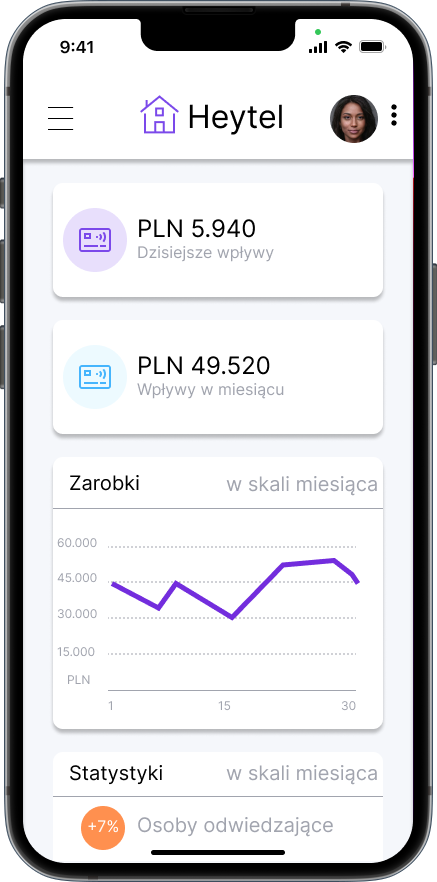 9:41
Heytel
PLN 5.940
Dzisiejsze wpływy
PLN 49.520
Wpływy w miesiącu
Zarobki w skali miesiąca
60.000
45.000
30.000
15.000
PLN
1 15 30
Statystyki w skali miesiąca
+7% Osoby odwiedzające